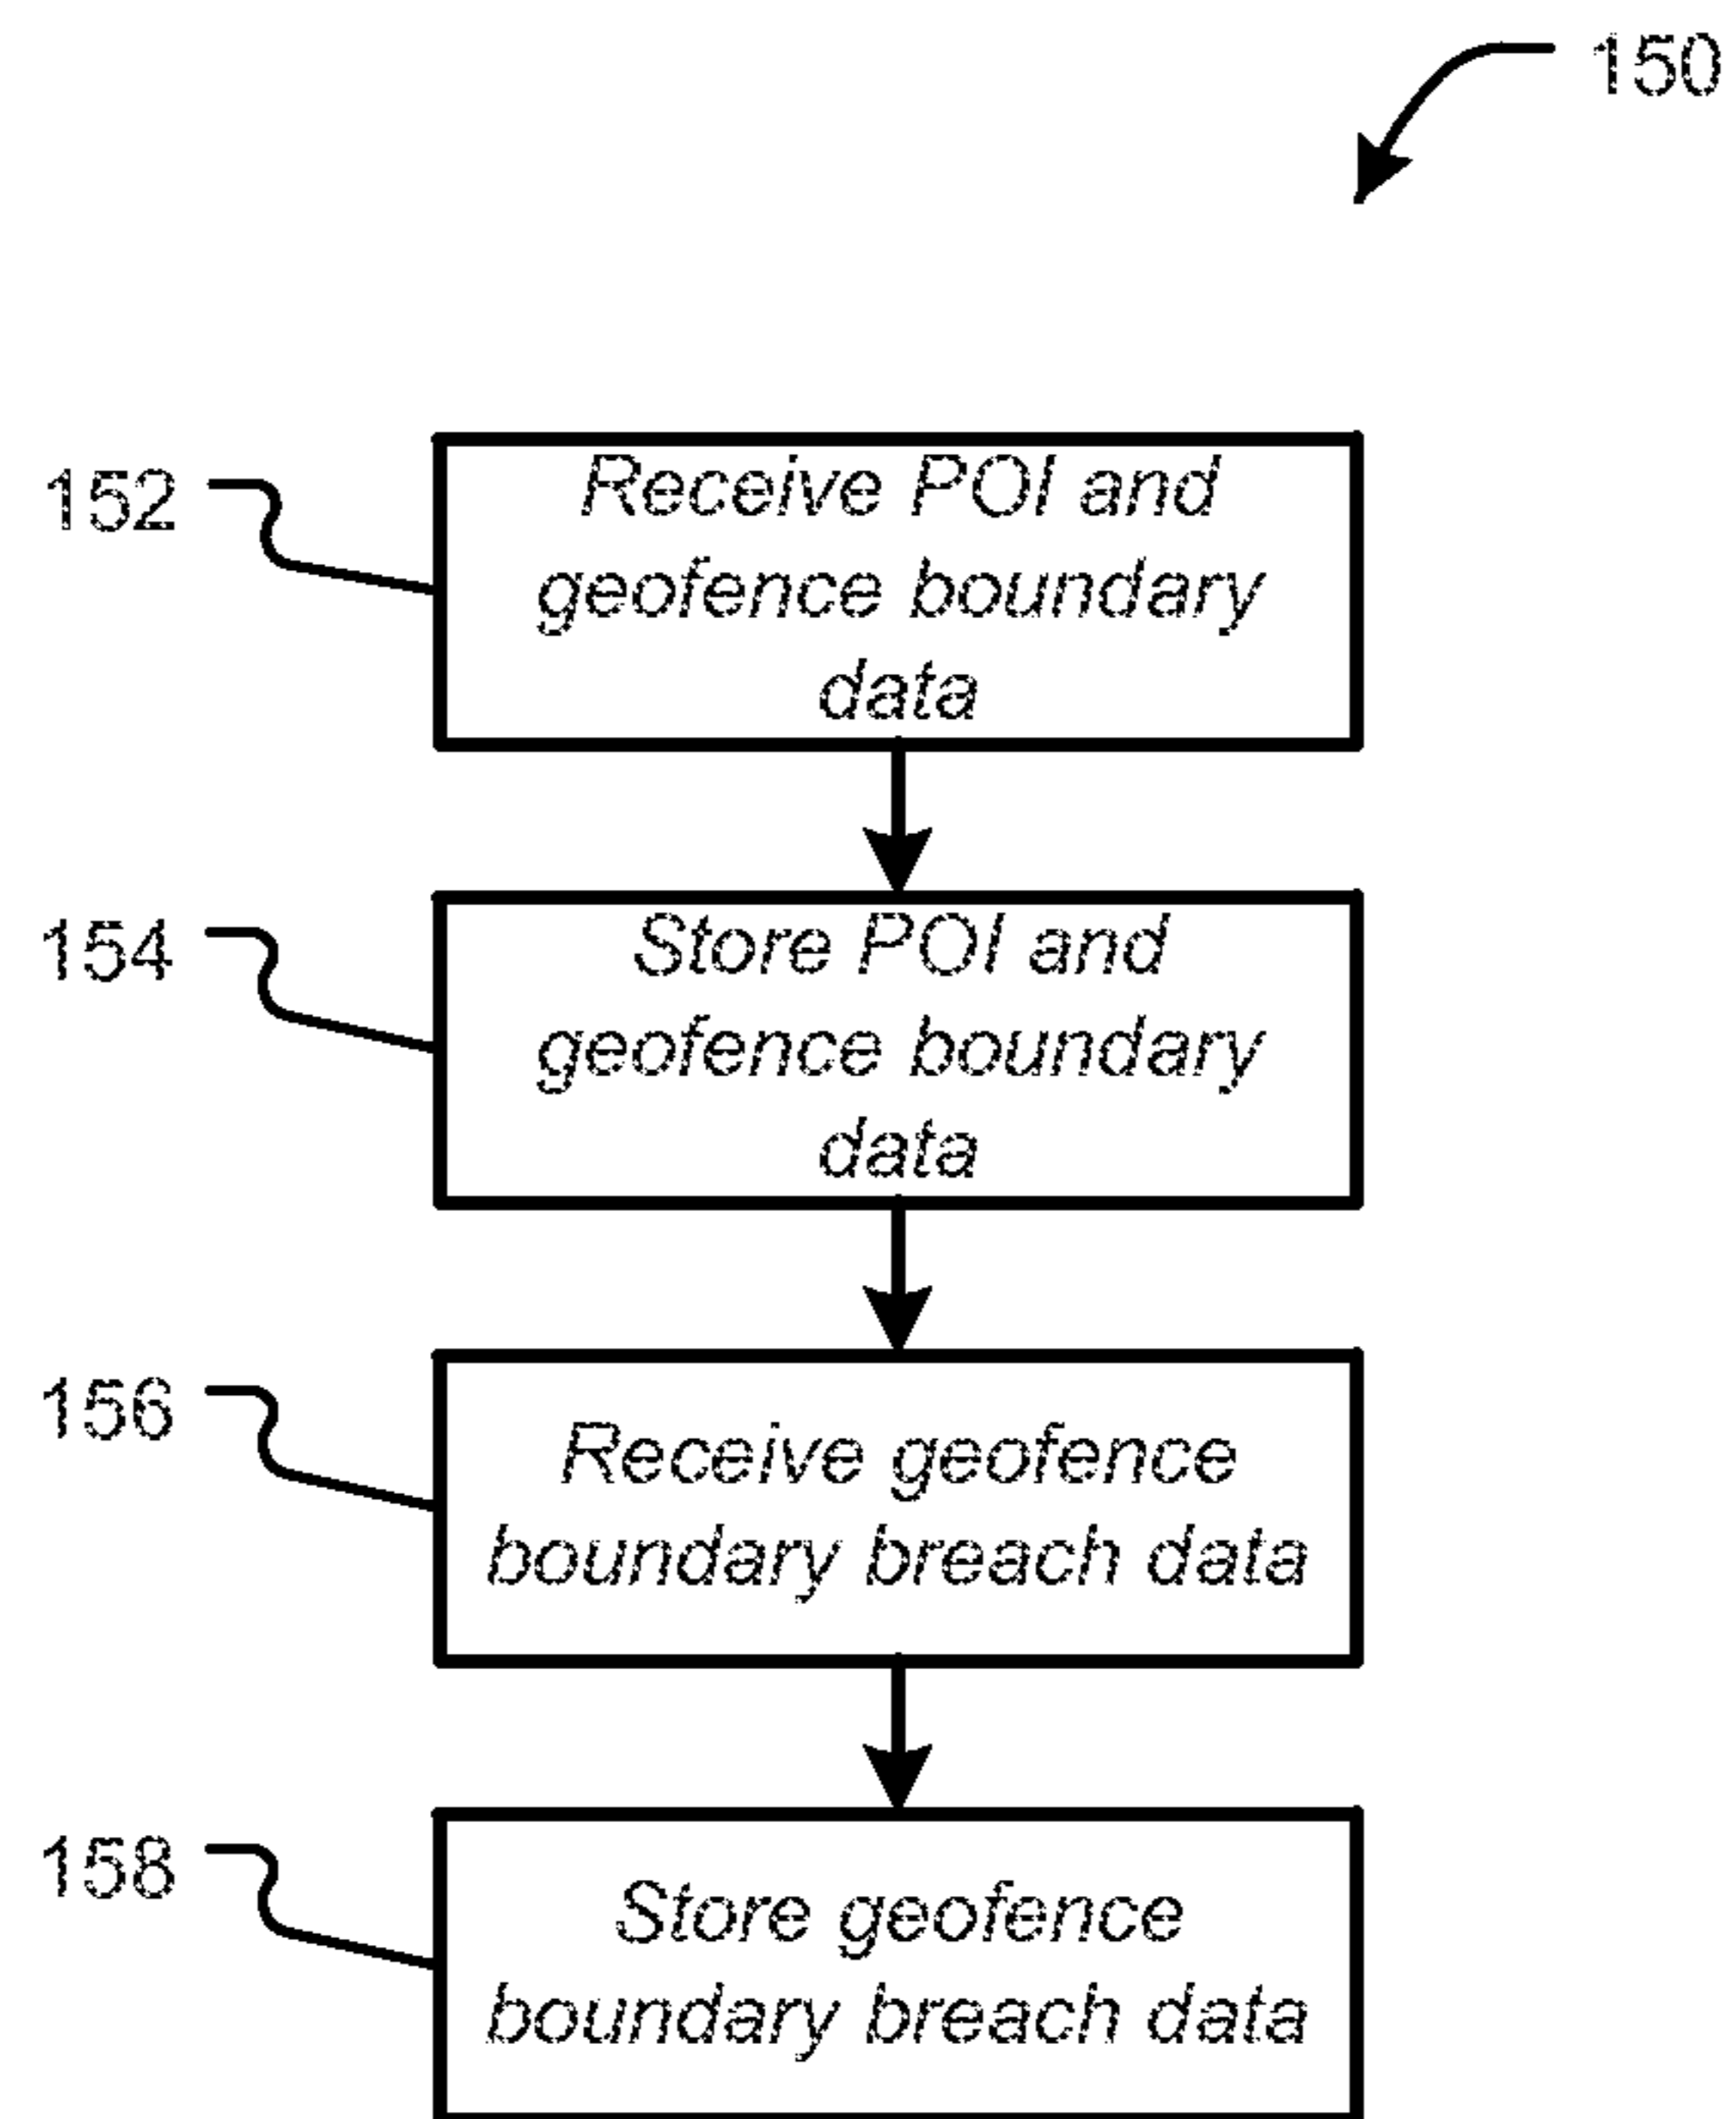 150
152
Receive POI and
geofence boundary
data
154
Store POI and
geofence boundary
data
156
Receive geofence
boundary breach data
158
Store geofence
boundary breach data